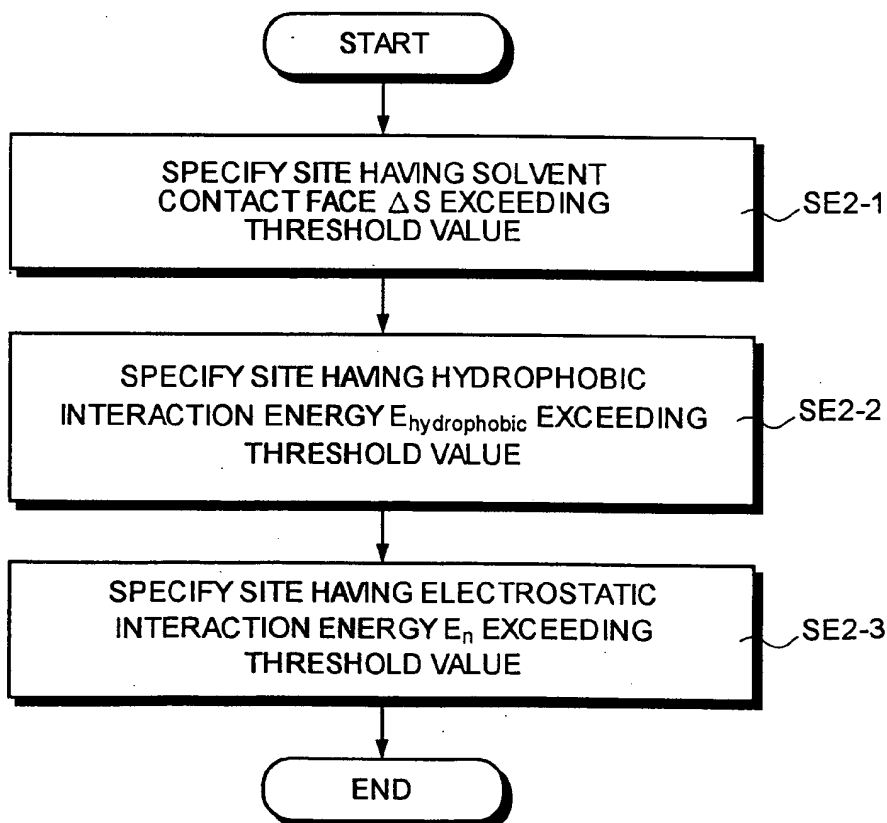 START
SPECIFY SITE HAVING SOLVENT
CONTACT FACE ΔS EXCEEDING
THRESHOLD VALUE
SE2-1
SPECIFY SITE HAVING HYDROPHOBIC
INTERACTION ENERGY Ehydrophobic EXCEEDING
THRESHOLD VALUE
SE2-2
SPECIFY SITE HAVING ELECTROSTATIC
INTERACTION ENERGY En EXCEEDING
THRESHOLD VALUE
SE2-3
END